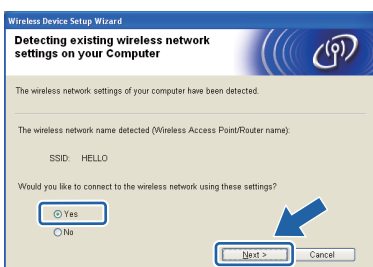 Wireless Device Setup Wizard
Detecting existing wireless network
settings on your Computer
The wireless network settings of your computer have been detected.
The wireless network name detected (Wireless Access Point/Router name):
SSID: HELLO
Would you like to connect to the wireless network using these settings?
Yes
No
Next >
Cancel